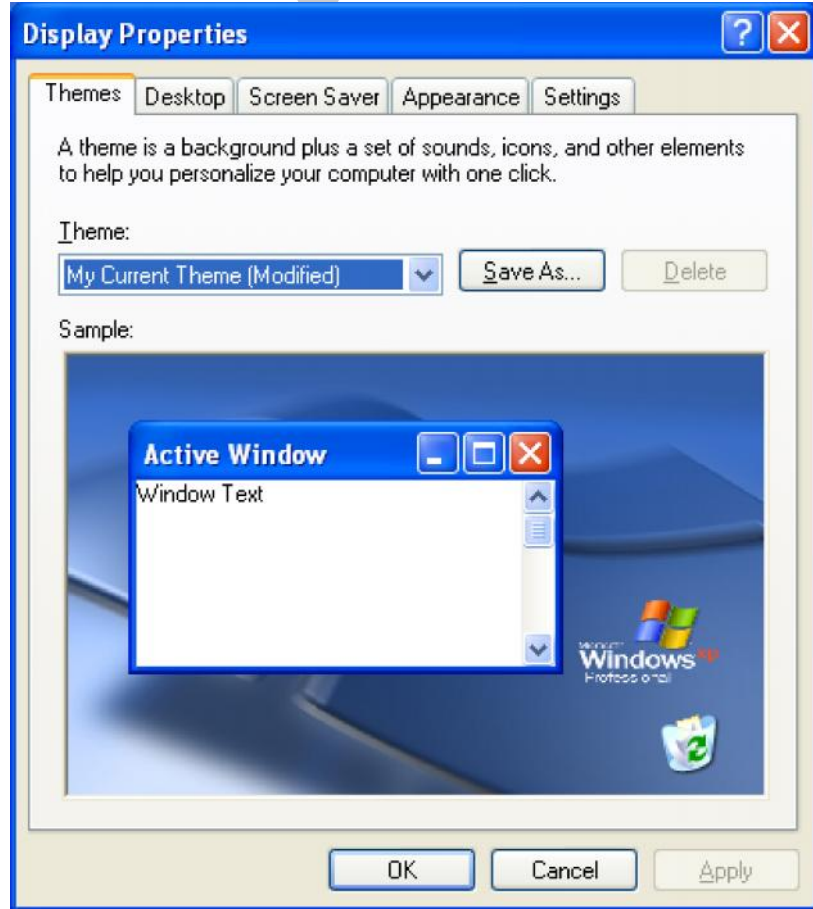 Display Properties
Themes Desktop Screen Saver Appearance Settings
A theme is a background plus a set of sounds, icons, and other elements
to help you personalize your computer with one click.
Theme:
My Current Theme (Modified) Save As... Delete
Sample:
Active Window
Window Text
Microsoft
Windows xp
Professional
OK Cancel Apply